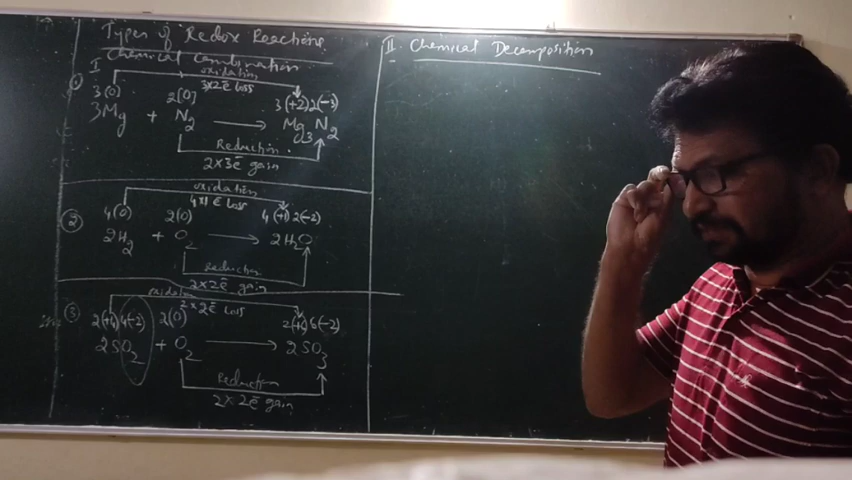 Types of Redox Reactions
I Chemical Combination
① oxidation
3×2e̅ Loss
3(0) 2[0] 3(+2) 2(-3)
3Mg + N₂ ⟶ Mg₃N₂
Reduction
2×3e̅ gain
② oxidation
4×1e̅ Loss
4(0) 2(0) 4(+1) 2(-2)
2H₂ + O₂ ⟶ 2H₂O
Reduction
2×2e̅ gain
③ oxidation
2×2e̅ Loss
2(+4) 4(-2) 2(0) 2(+6) 6(-2)
2SO₂ + O₂ ⟶ 2SO₃
Reduction
2×2e̅ gain
II Chemical Decomposition